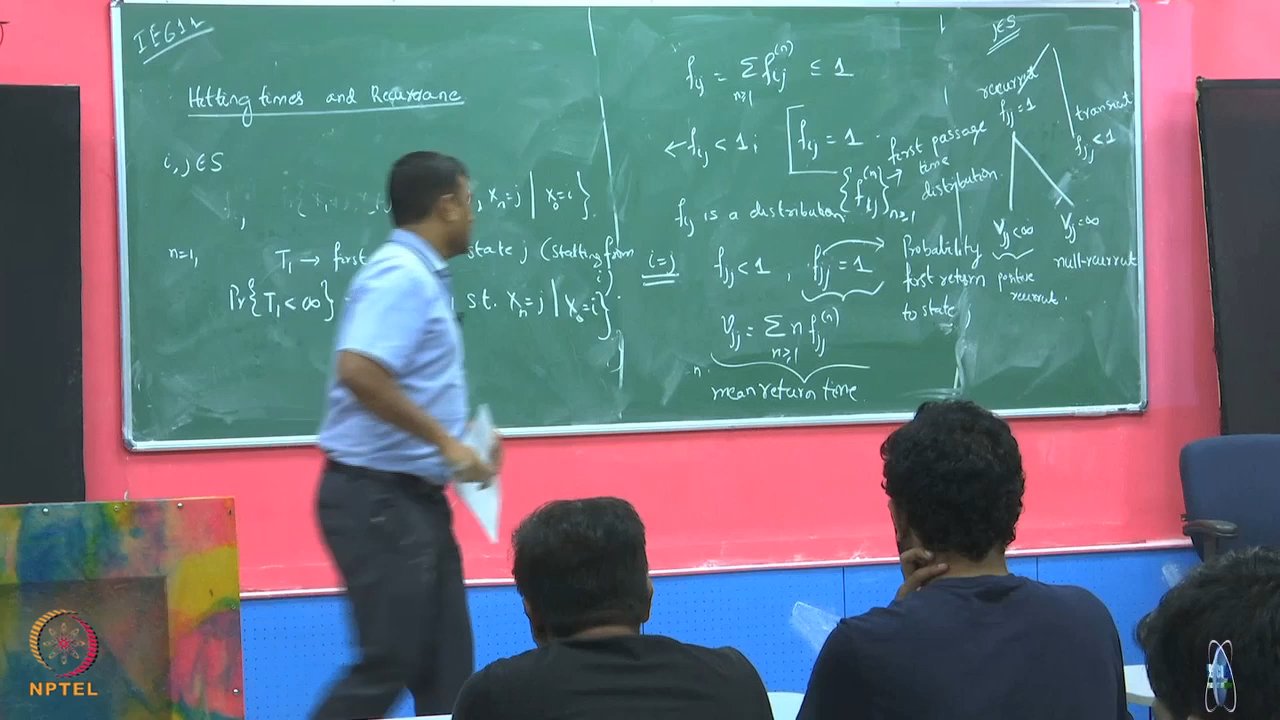 IE611
Hitting times and Recurrence
i, j ∈ S
, X_n=j | X_0=i}.
n=1, T_1 → first state j (starting from i)
Pr{T_1 < ∞} s.t. X_n=j | X_0=i}
f_ij = Σ_{n≥1} f_ij^(n) ≤ 1
← f_ij < 1 ; [ f_ij = 1
f_ij is a distribution {f_ij^(n)}_{n≥1} → first passage time distribution.
i=j f_jj < 1 , f_jj = 1 → Probability first return to state j
ν_jj = Σ_{n≥1} n f_jj^(n)
mean return time
j∈S
recurrent f_jj = 1
transient f_jj < 1
ν_jj < ∞ positive recurrent.
ν_jj = ∞ null-recurrent
NPTEL